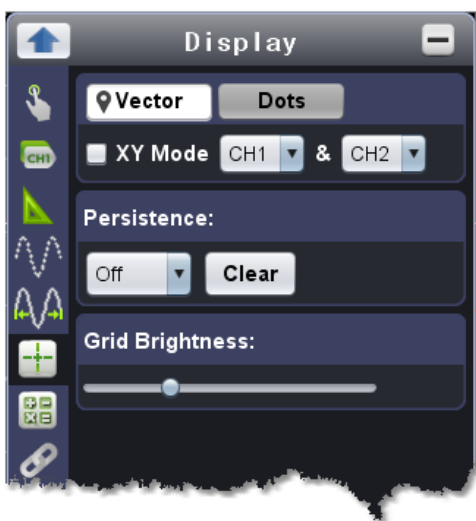 Display
Vector Dots
CH1
XY Mode CH1 & CH2
Persistence:
Off Clear
Grid Brightness: